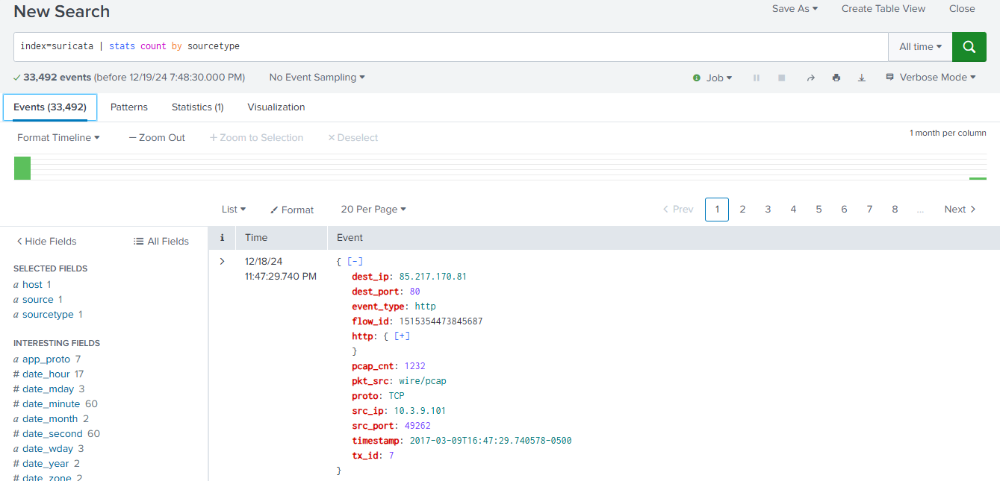 New Search
Save As Create Table View Close
index=suricata | stats count by sourcetype
All time
33,492 events (before 12/19/24 7:48:30.000 PM) No Event Sampling
Job Verbose Mode
Events (33,492) Patterns Statistics (1) Visualization
Format Timeline — Zoom Out + Zoom to Selection × Deselect
1 month per column
List Format 20 Per Page
< Prev 1 2 3 4 5 6 7 8 ... Next >
< Hide Fields All Fields
SELECTED FIELDS
a host 1
a source 1
a sourcetype 1
INTERESTING FIELDS
a app_proto 7
# date_hour 17
# date_mday 3
# date_minute 60
a date_month 2
# date_second 60
a date_wday 3
# date_year 2
# date_zone 2
i Time Event
> 12/18/24
11:47:29.740 PM
{ [-]
dest_ip: 85.217.170.81
dest_port: 80
event_type: http
flow_id: 1515354473845687
http: { [+]
}
pcap_cnt: 1232
pkt_src: wire/pcap
proto: TCP
src_ip: 10.3.9.101
src_port: 49262
timestamp: 2017-03-09T16:47:29.740578-0500
tx_id: 7
}